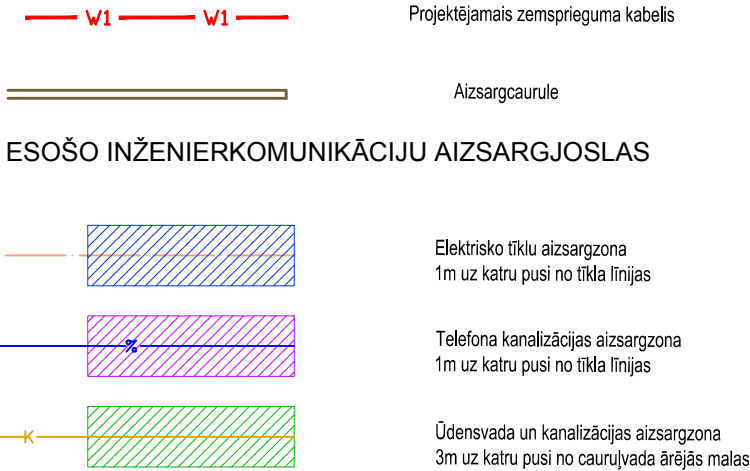 W1 W1 Projektējamais zemsprieguma kabelis
Aizsargcaurule
ESOŠO INŽENIERKOMUNIKĀCIJU AIZSARGJOSLAS
Elektrisko tīklu aizsargzona
1m uz katru pusi no tīkla līnijas
% Telefona kanalizācijas aizsargzona
1m uz katru pusi no tīkla līnijas
K Ūdensvada un kanalizācijas aizsargzona
3m uz katru pusi no cauruļvada ārējās malas